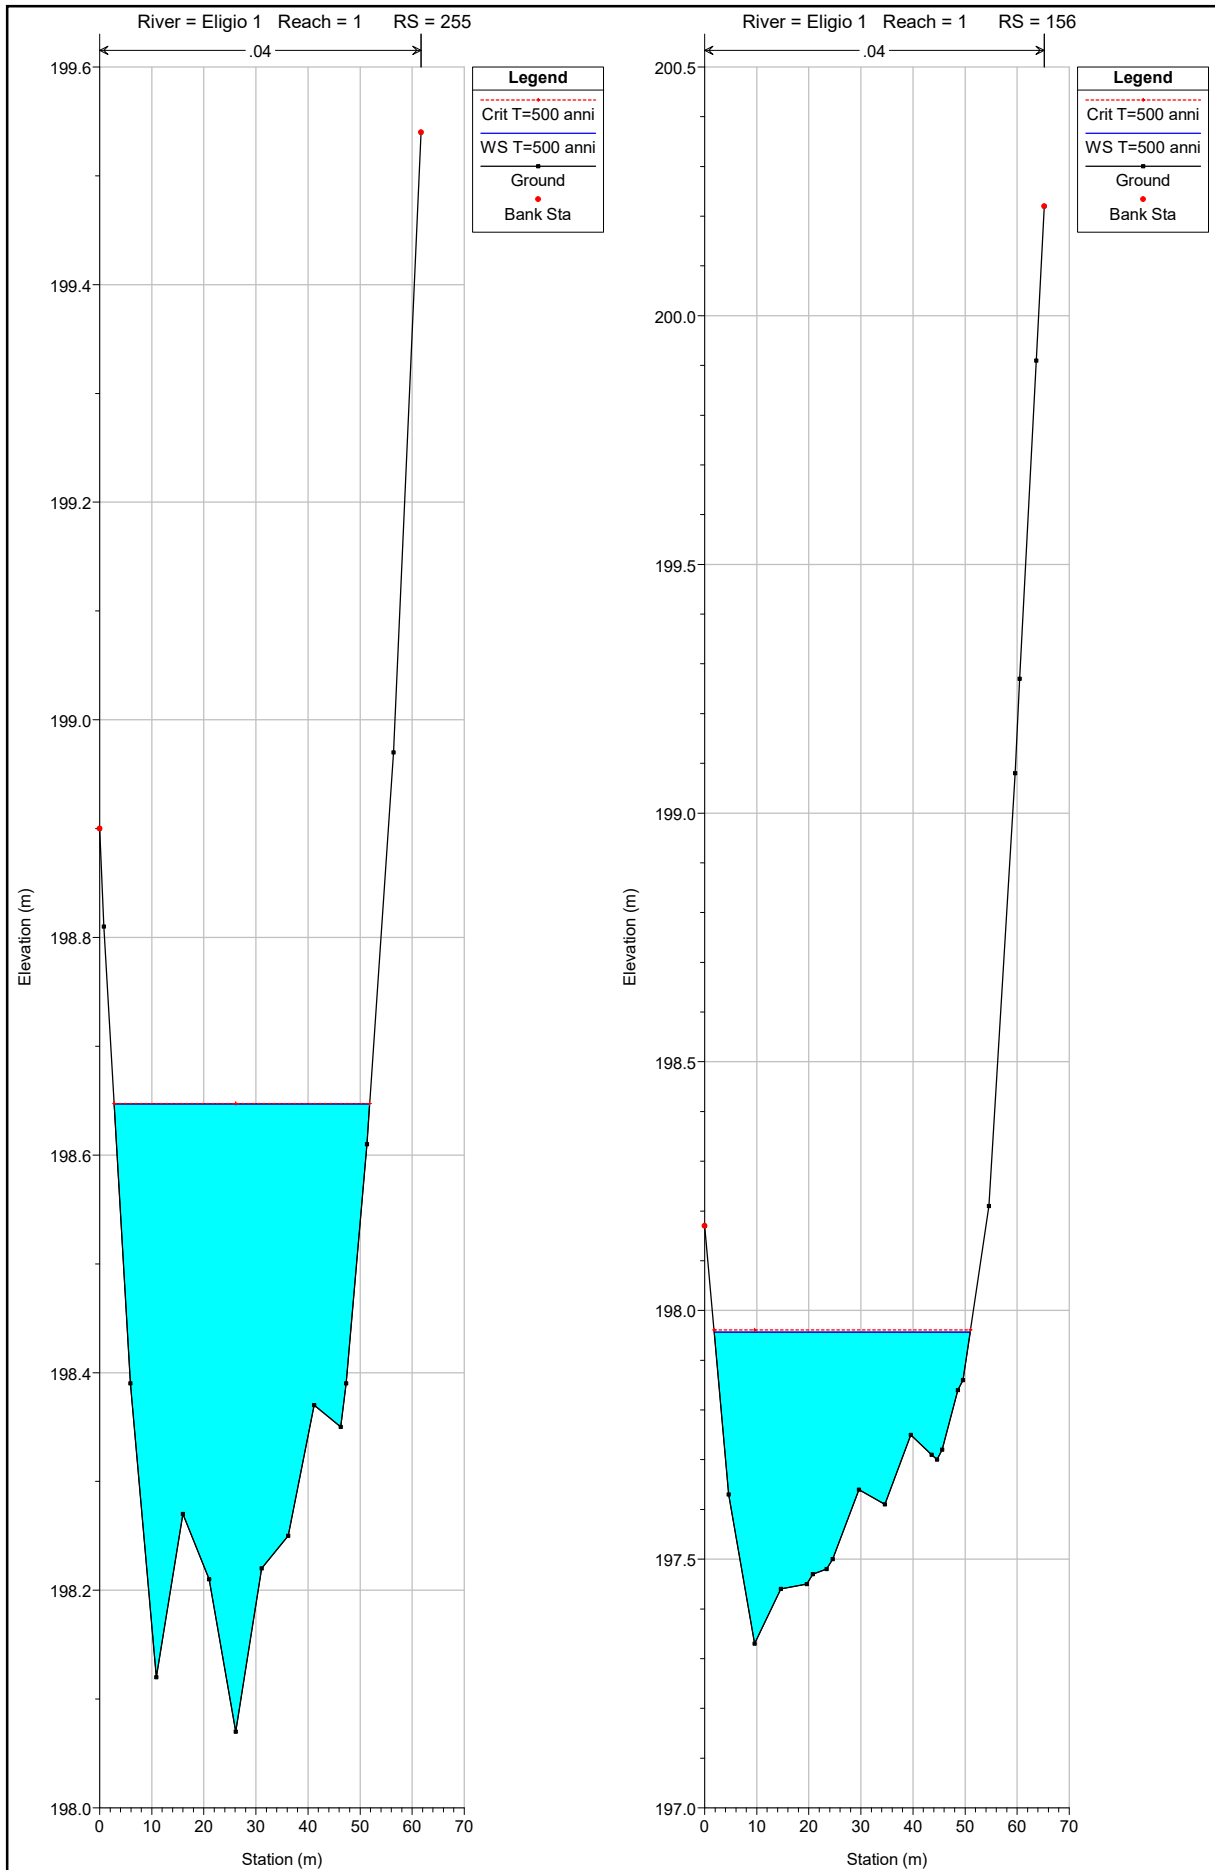 River = Eligio 1 Reach = 1 RS = 255
.04
Legend
Crit T=500 anni
WS T=500 anni
Ground
Bank Sta
Elevation (m)
199.6
199.4
199.2
199.0
198.8
198.6
198.4
198.2
198.0
0 10 20 30 40 50 60 70
Station (m)
River = Eligio 1 Reach = 1 RS = 156
.04
Legend
Crit T=500 anni
WS T=500 anni
Ground
Bank Sta
Elevation (m)
200.5
200.0
199.5
199.0
198.5
198.0
197.5
197.0
0 10 20 30 40 50 60 70
Station (m)